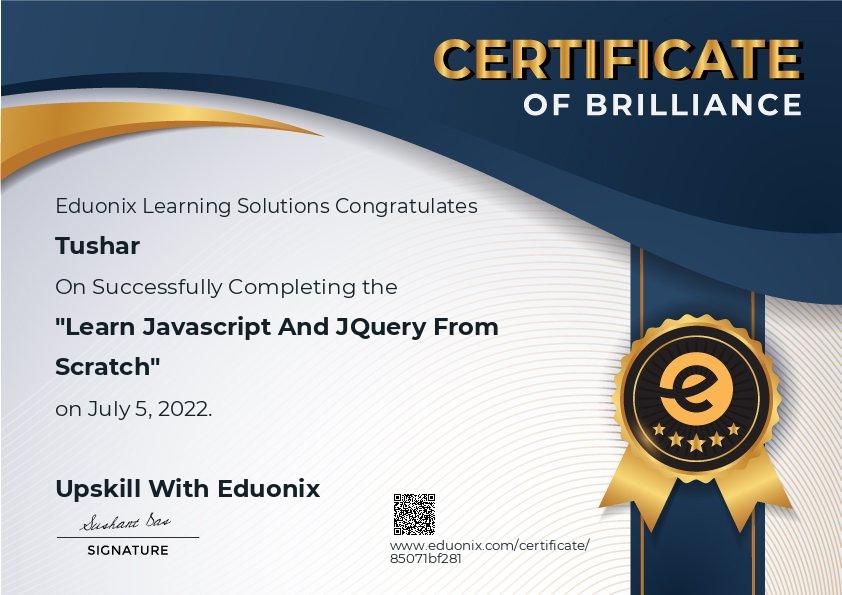 CERTIFICATE
OF BRILLIANCE
Eduonix Learning Solutions Congratulates
Tushar
On Successfully Completing the
"Learn Javascript And JQuery From
Scratch"
on July 5, 2022.
Upskill With Eduonix
Sushant Das
SIGNATURE
www.eduonix.com/certificate/
85071bf281
e